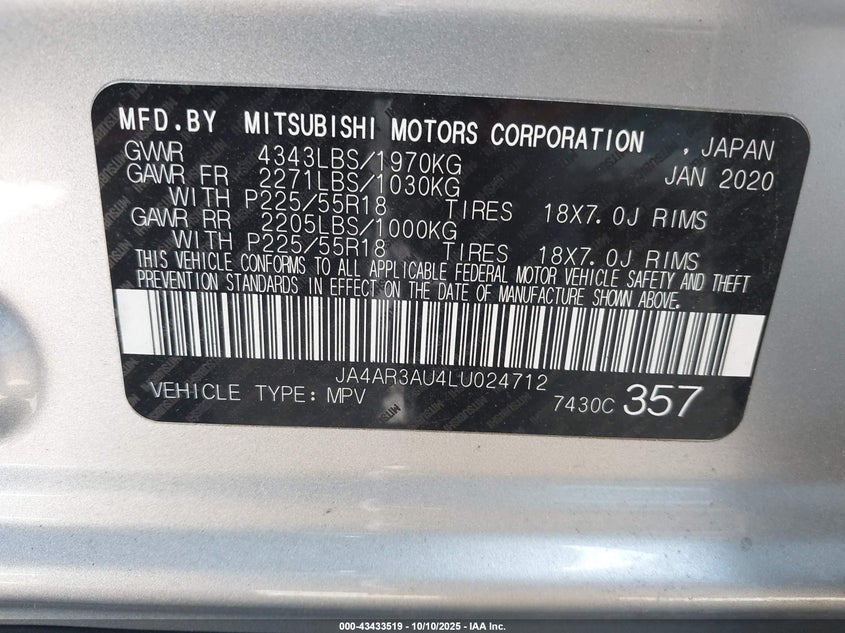 MFD.BY MITSUBISHI MOTORS CORPORATION , JAPAN
GVWR 4343LBS/1970KG JAN 2020
GAWR FR 2271LBS/1030KG
WITH P225/55R18 TIRES 18X7.0J RIMS
GAWR RR 2205LBS/1000KG
WITH P225/55R18 TIRES 18X7.0J RIMS
THIS VEHICLE CONFORMS TO ALL APPLICABLE FEDERAL MOTOR VEHICLE SAFETY AND THEFT
PREVENTION STANDARDS IN EFFECT ON THE DATE OF MANUFACTURE SHOWN ABOVE.
JA4AR3AU4LU024712
VEHICLE TYPE: MPV 7430C 357
000-43433519 - 10/10/2025 - IAA Inc.